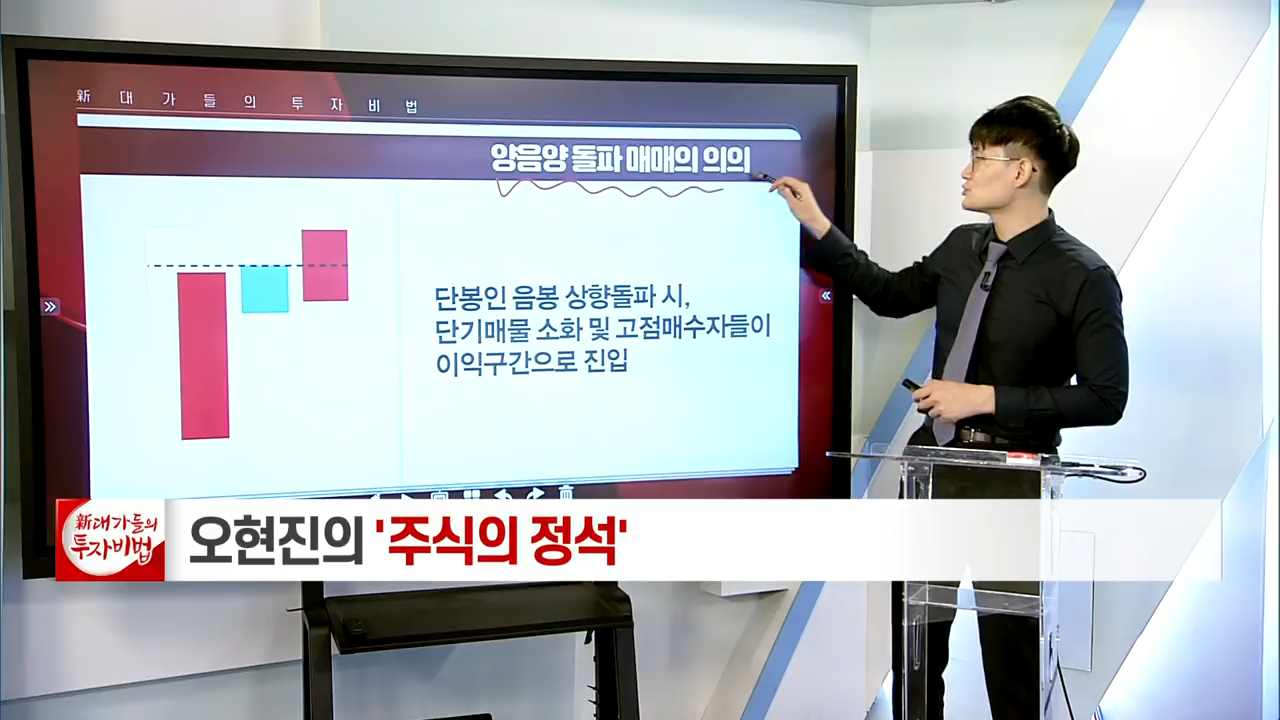 新 대 가 들 의 투 자 비 법
양음양 돌파 매매의 의의
단봉인 음봉 상향돌파 시,
단기매물 소화 및 고점매수자들이
이익구간으로 진입
新대가들의
투자비법
오현진의 '주식의 정석'